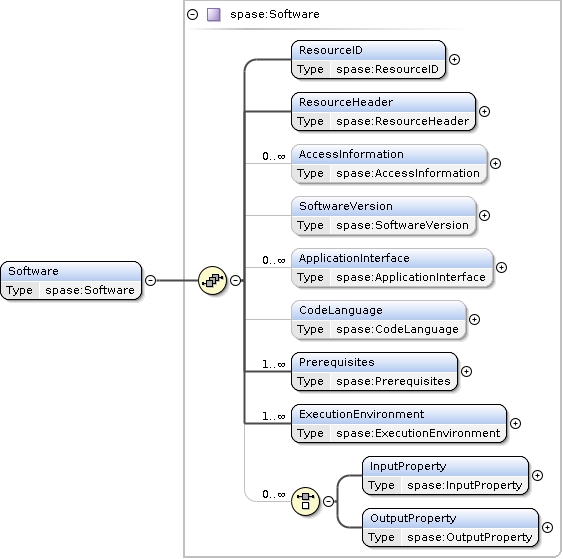 spase:Software
ResourceID
Type spase:ResourceID
ResourceHeader
Type spase:ResourceHeader
0..∞
AccessInformation
Type spase:AccessInformation
SoftwareVersion
Type spase:SoftwareVersion
0..∞
ApplicationInterface
Type spase:ApplicationInterface
Software
Type spase:Software
CodeLanguage
Type spase:CodeLanguage
1..∞
Prerequisites
Type spase:Prerequisites
1..∞
ExecutionEnvironment
Type spase:ExecutionEnvironment
0..∞
InputProperty
Type spase:InputProperty
OutputProperty
Type spase:OutputProperty